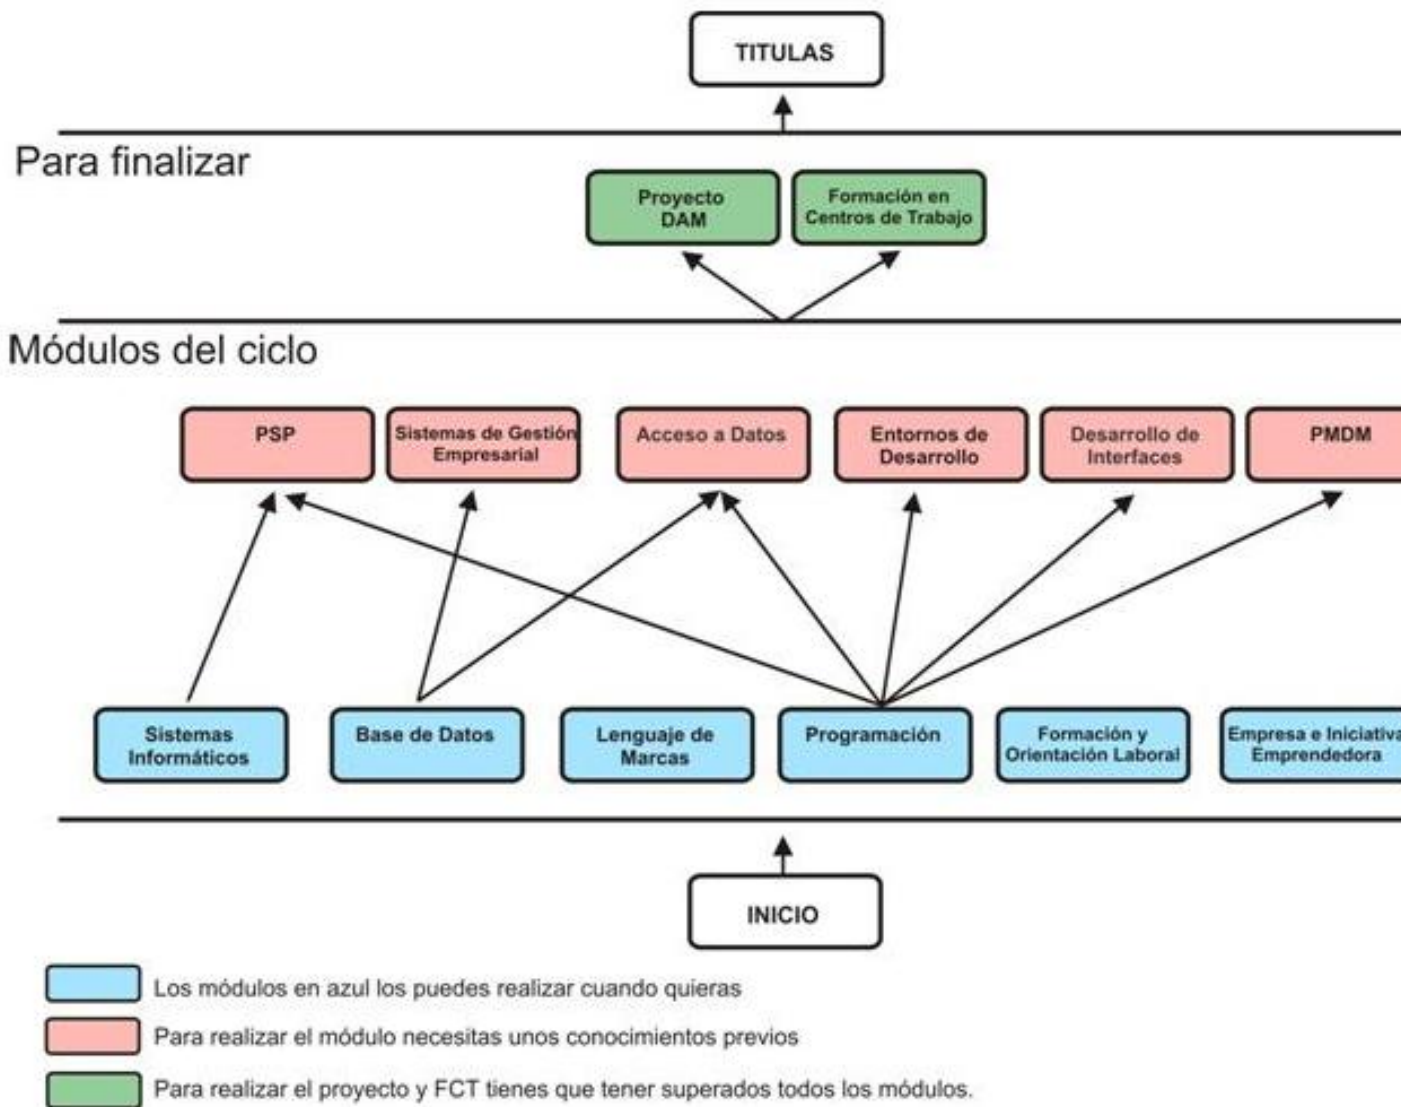 TITULAS
Para finalizar
Proyecto
DAM
Formación en
Centros de Trabajo
Módulos del ciclo
PSP
Sistemas de Gestión
Empresarial
Acceso a Datos
Entornos de
Desarrollo
Desarrollo de
Interfaces
PMDM
Sistemas
Informáticos
Base de Datos
Lenguaje de
Marcas
Programación
Formación y
Orientación Laboral
Empresa e Iniciativa
Emprendedora
INICIO
Los módulos en azul los puedes realizar cuando quieras
Para realizar el módulo necesitas unos conocimientos previos
Para realizar el proyecto y FCT tienes que tener superados todos los módulos.